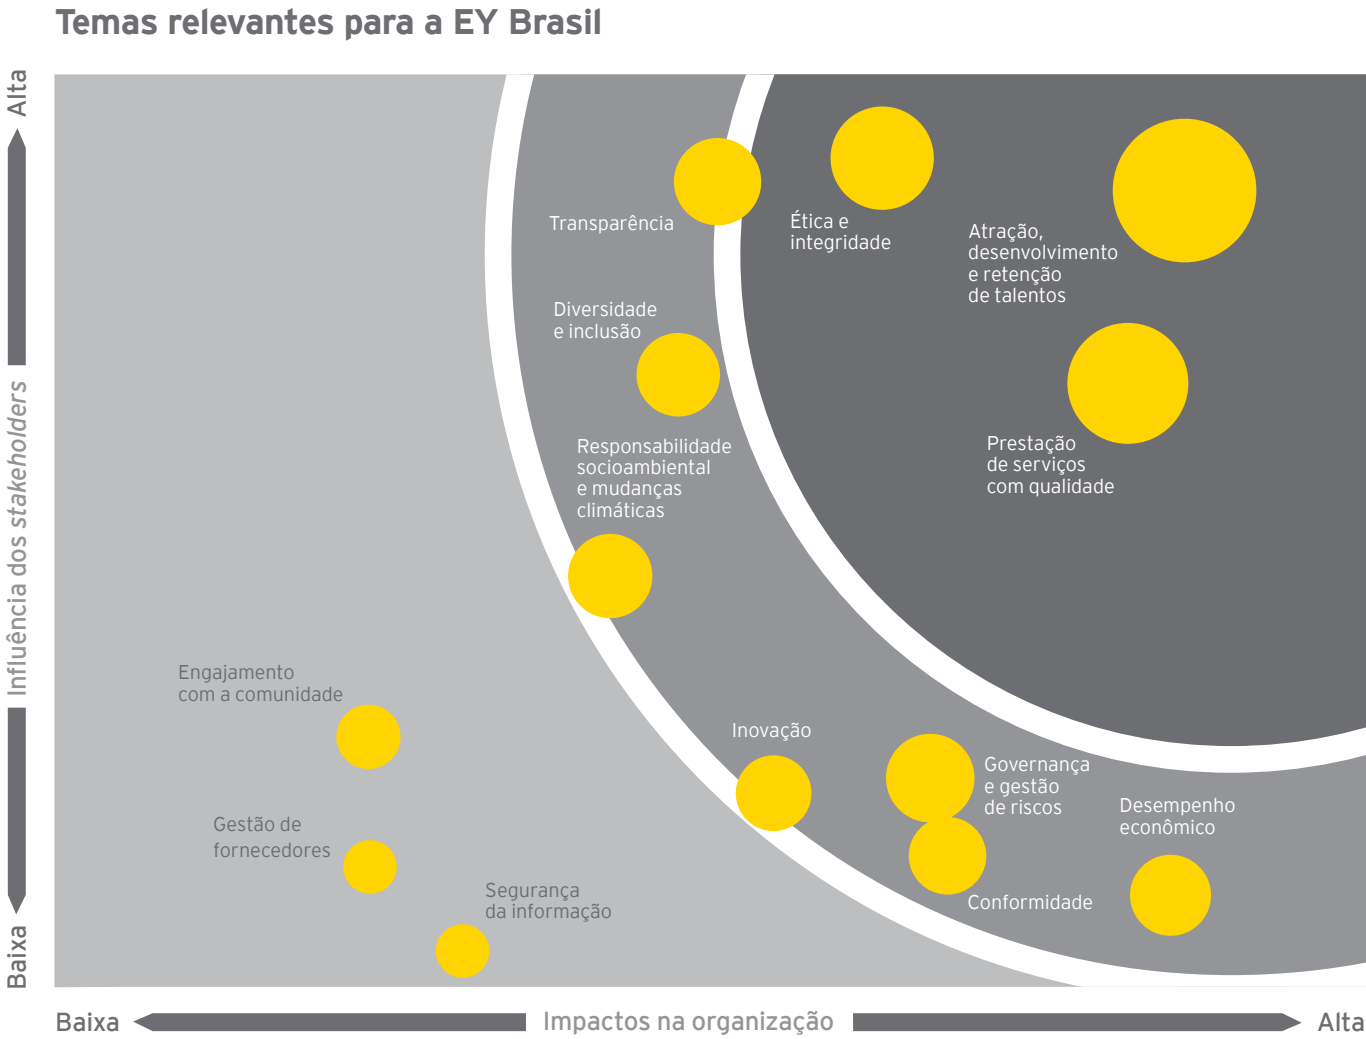 Temas relevantes para a EY Brasil
Alta
Influência dos stakeholders
Baixa
Transparência
Ética e
integridade
Atração,
desenvolvimento
e retenção
de talentos
Diversidade
e inclusão
Prestação
de serviços
com qualidade
Responsabilidade
socioambiental
e mudanças
climáticas
Engajamento
com a comunidade
Inovação
Governança
e gestão
de riscos
Desempenho
econômico
Gestão de
fornecedores
Segurança
da informação
Conformidade
Baixa
Impactos na organização
Alta